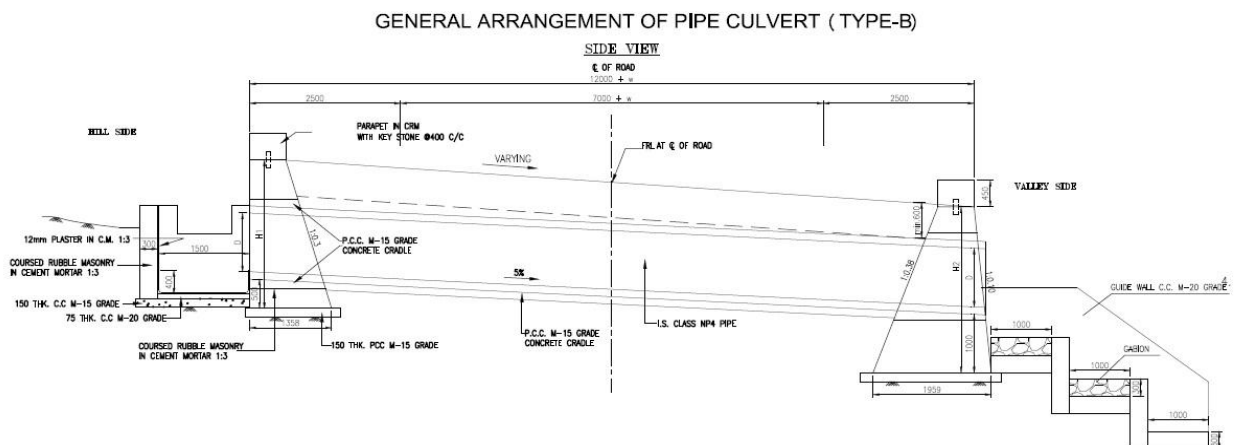 GENERAL ARRANGEMENT OF PIPE CULVERT ( TYPE-B)
SIDE VIEW
℄ OF ROAD
12000 + w
2500
7000 + w
2500
HILL SIDE
PARAPET IN CRM
WITH KEY STONE @400 C/C
VARYING
FRL AT ℄ OF ROAD
VALLEY SIDE
450
min.600
12mm PLASTER IN C.M. 1:3
300
1500
D
H1
1:0.3
P.C.C. M-15 GRADE
CONCRETE CRADLE
COURSED RUBBLE MASONRY
IN CEMENT MORTAR 1:3
400
5%
1:0.38
H2
D
I.S. CLASS NP4 PIPE
GUIDE WALL C.C. M-20 GRADE
150 THK. C.C M-15 GRADE
75 THK. C.C M-20 GRADE
1358
P.C.C. M-15 GRADE
CONCRETE CRADLE
COURSED RUBBLE MASONRY
IN CEMENT MORTAR 1:3
150 THK. PCC M-15 GRADE
1000
1000
GABION
1959
1000
300
1000